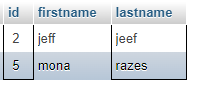 id firstname lastname
2 jeff jeef
5 mona razes